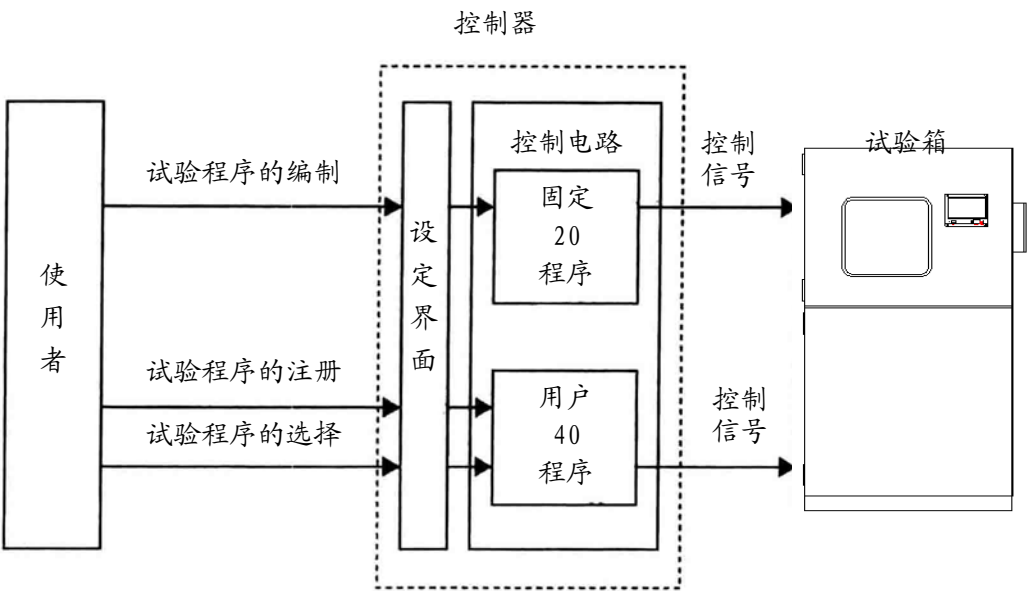 控制器
控制电路
控制
信号
试验箱
试验程序的编制
固定
20
程序
使
用
者
设
定
界
面
试验程序的注册
试验程序的选择
用户
40
程序
控制
信号